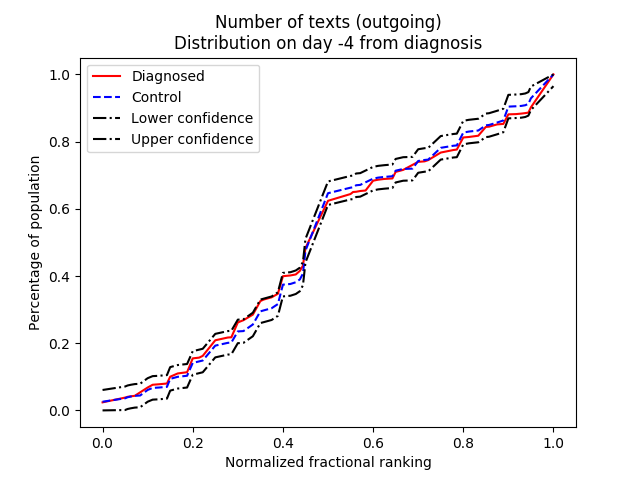 Number of texts (outgoing)
Distribution on day -4 from diagnosis
Diagnosed
Control
Lower confidence
Upper confidence
Percentage of population
1.0
0.8
0.6
0.4
0.2
0.0
0.0 0.2 0.4 0.6 0.8 1.0
Normalized fractional ranking